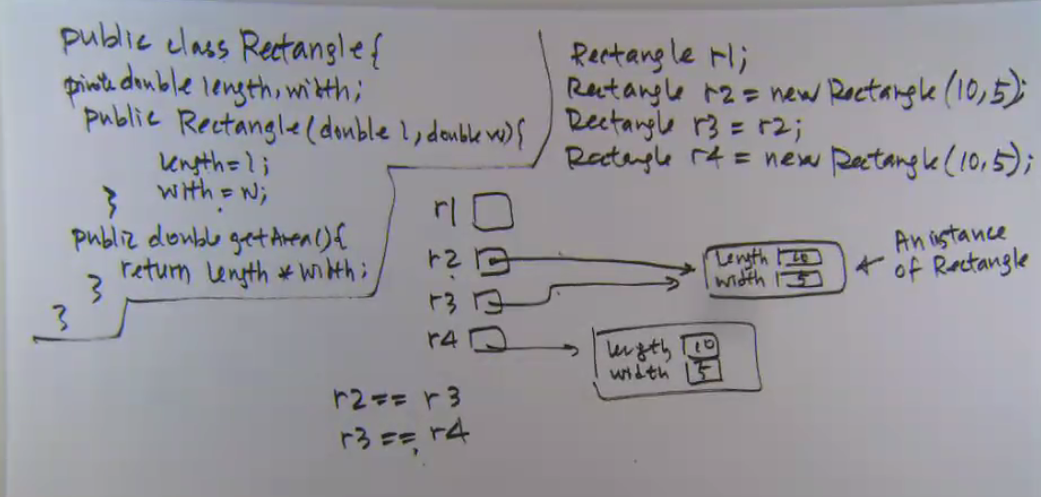 public class Rectangle{
private double length, width;
public Rectangle(double l, double w){
length = l;
with = w;
}
public double getArea(){
return length * width;
}
}
Rectangle r1;
Rectangle r2 = new Rectangle(10,5);
Rectangle r3 = r2;
Rectangle r4 = new Rectangle(10,5);
r1
r2
r3
r4
length 10
width 5
An istance
of Rectangle
length 10
width 5
r2 == r3
r3 == r4